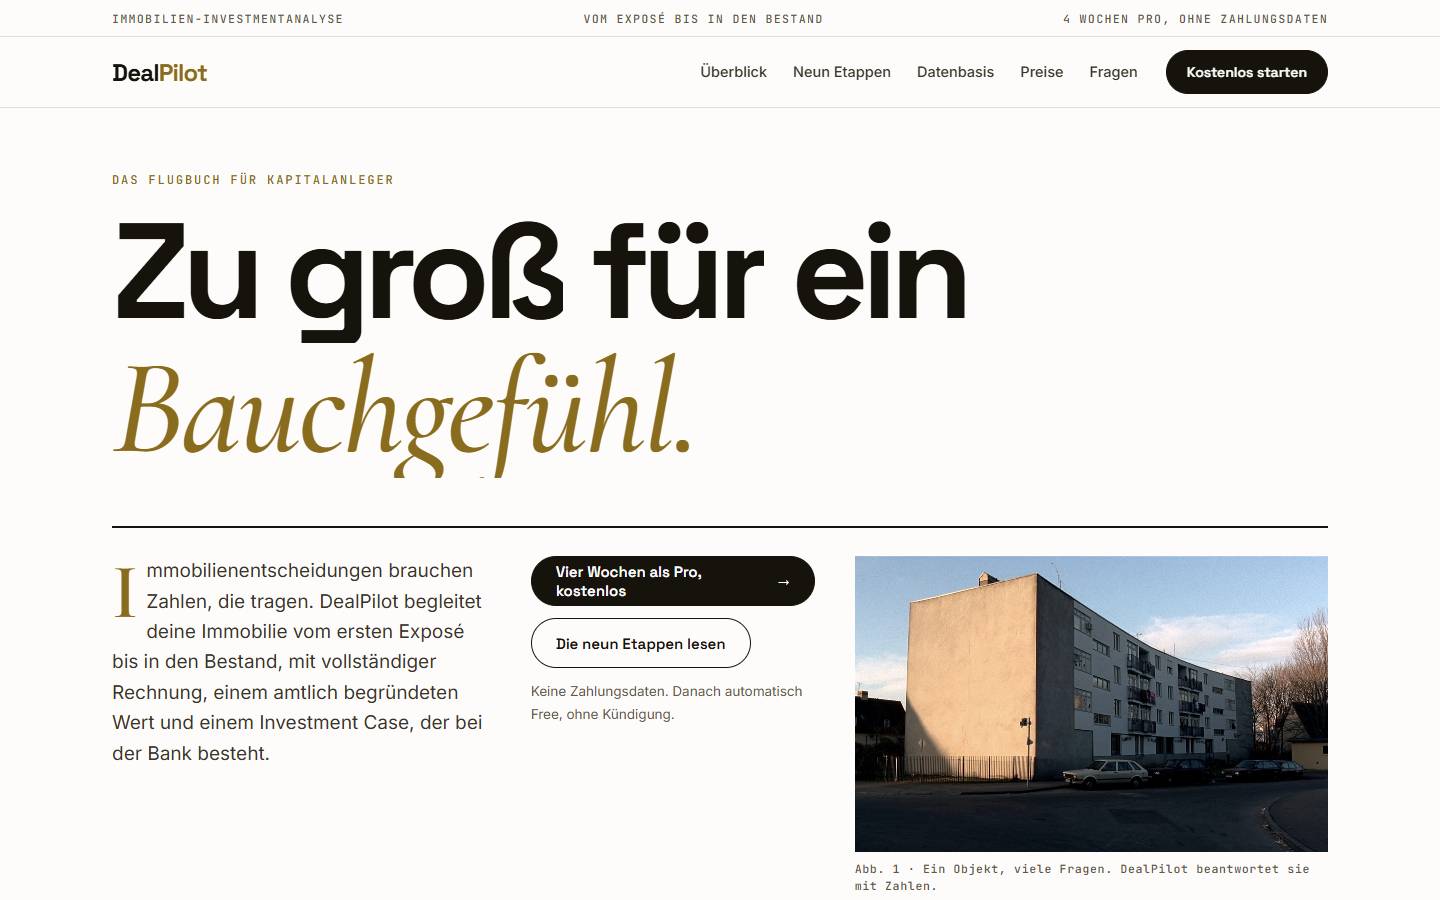 IMMOBILIEN-INVESTMENTANALYSE
VOM EXPOSÉ BIS IN DEN BESTAND
4 WOCHEN PRO, OHNE ZAHLUNGSDATEN
DealPilot
Überblick
Neun Etappen
Datenbasis
Preise
Fragen
Kostenlos starten
DAS FLUGBUCH FÜR KAPITALANLEGER
Zu groß für ein
Bauchgefühl.
Immobilienentscheidungen brauchen
Zahlen, die tragen. DealPilot begleitet
deine Immobilie vom ersten Exposé
bis in den Bestand, mit vollständiger
Rechnung, einem amtlich begründeten
Wert und einem Investment Case, der bei
der Bank besteht.
Vier Wochen als Pro,
kostenlos →
Die neun Etappen lesen
Keine Zahlungsdaten. Danach automatisch
Free, ohne Kündigung.
Abb. 1 · Ein Objekt, viele Fragen. DealPilot beantwortet sie
mit Zahlen.